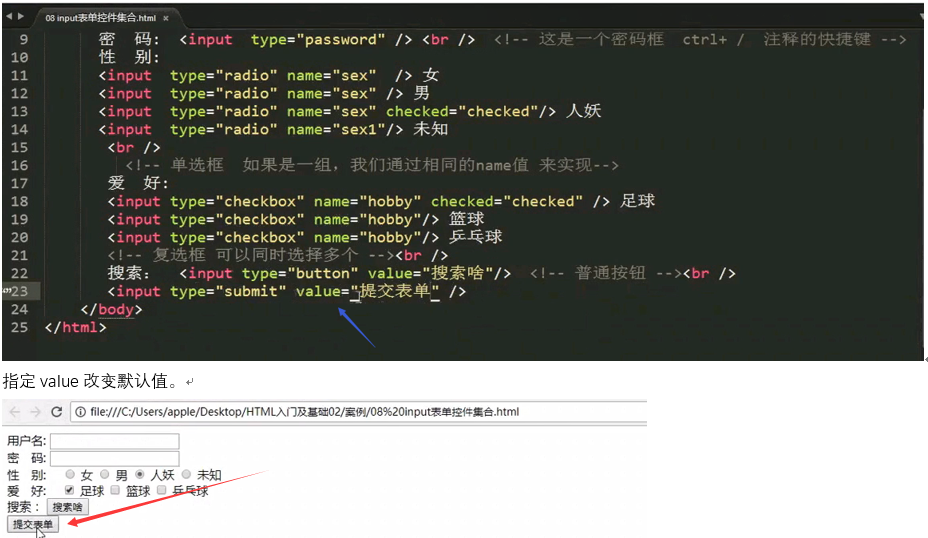 08 input表单控件集合.html ×
9 密 码: <input type="password" /> <br /> <!-- 这是一个密码框 ctrl+ / 注释的快捷键 -->
10 性 别:
11 <input type="radio" name="sex" /> 女
12 <input type="radio" name="sex" /> 男
13 <input type="radio" name="sex" checked="checked"/> 人妖
14 <input type="radio" name="sex1"/> 未知
15 <br />
16 <!-- 单选框 如果是一组，我们通过相同的name值 来实现-->
17 爱 好:
18 <input type="checkbox" name="hobby" checked="checked" /> 足球
19 <input type="checkbox" name="hobby"/> 篮球
20 <input type="checkbox" name="hobby"/> 乒乓球
21 <!-- 复选框 可以同时选择多个 --><br />
22 搜索： <input type="button" value="搜索啥"/> <!-- 普通按钮 --><br />
23 <input type="submit" value="提交表单" />
24 </body>
25 </html>
指定 value 改变默认值。
file:///C:/Users/apple/Desktop/HTML入门及基础02/案例/08%20input表单控件集合.html
用户名:
密 码:
性 别: 女 男 人妖 未知
爱 好: 足球 篮球 乒乓球
搜索： 搜索啥
提交表单